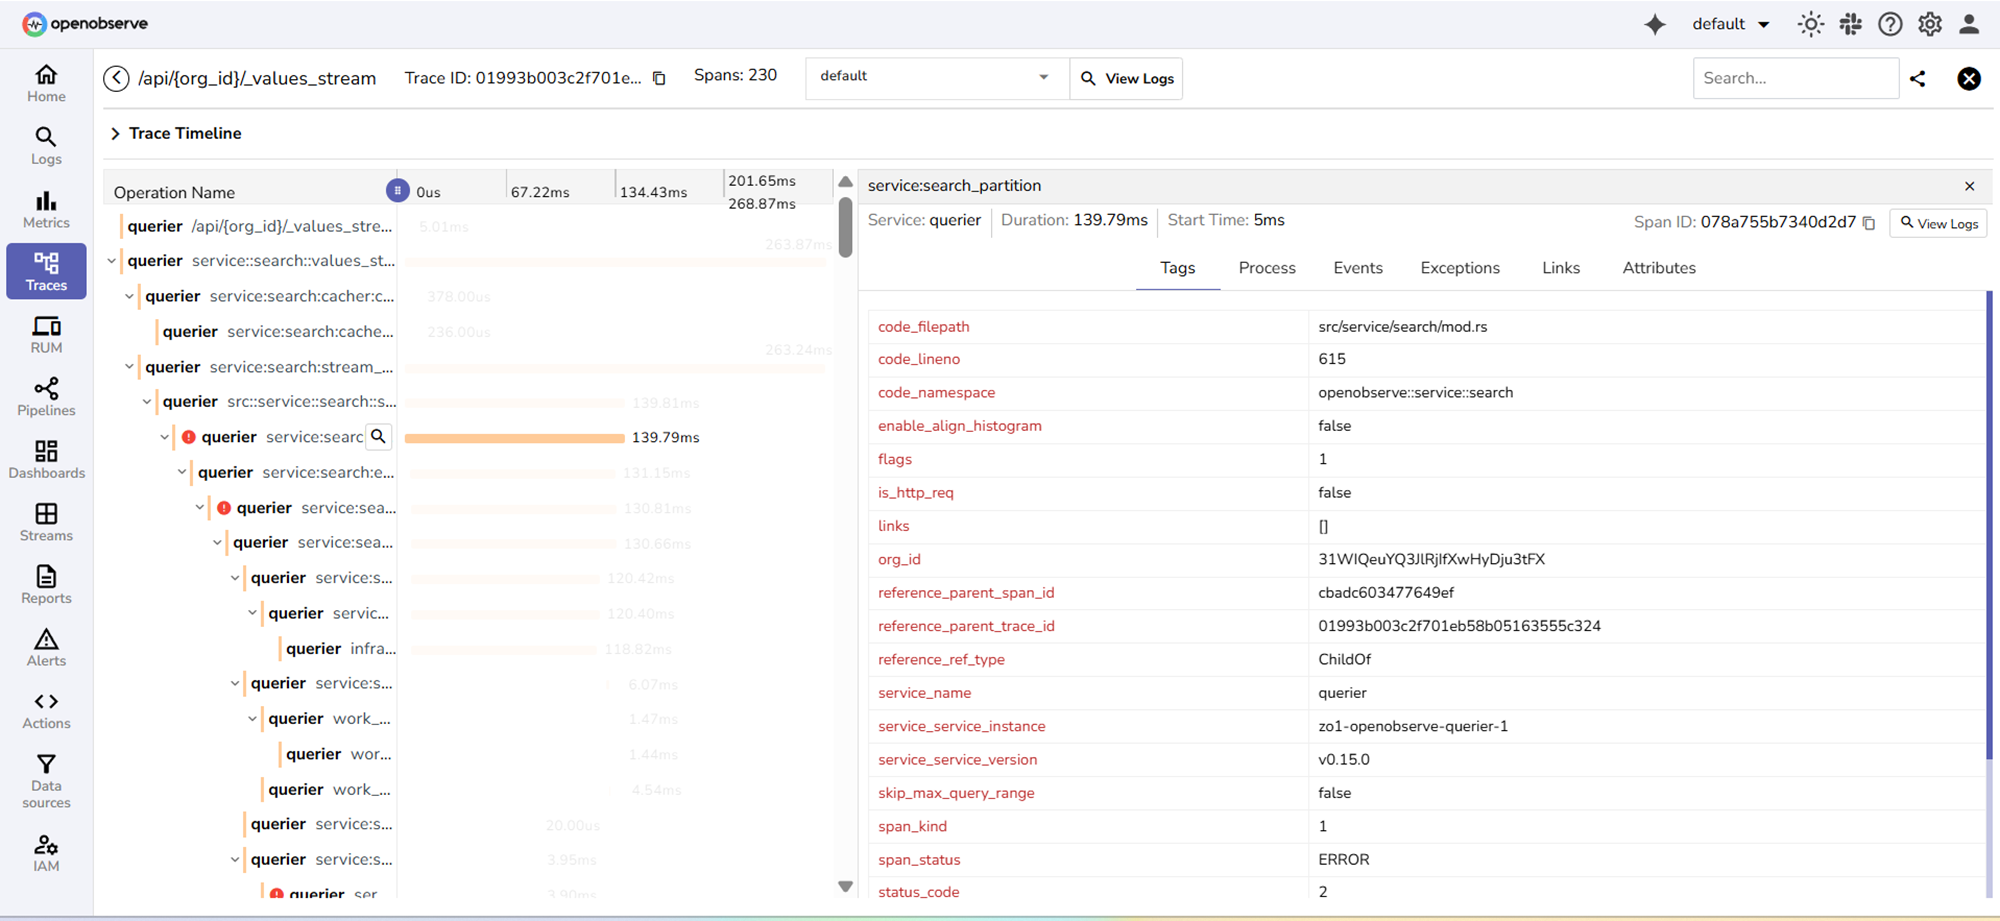 openobserve
default
/api/{org_id}/_values_stream
Trace ID: 01993b003c2f701e...
Spans: 230
default
View Logs
Search...
Home
Logs
Metrics
Traces
RUM
Pipelines
Dashboards
Streams
Reports
Alerts
Actions
Data
sources
IAM
Trace Timeline
Operation Name
0us
67.22ms
134.43ms
201.65ms
268.87ms
querier /api/{org_id}/_values_stre... 5.01ms
263.87ms
querier service::search::values_st...
querier service:search:cacher:c... 378.00us
querier service:search:cache... 236.00us
263.24ms
querier service:search:stream_...
querier src::service::search::s... 139.81ms
querier service:searc 139.79ms
querier service:search:e... 131.15ms
querier service:sea... 130.81ms
querier service:sea... 130.66ms
querier service:s... 120.42ms
querier servic... 120.40ms
querier infra... 118.82ms
querier service:s... 6.07ms
querier work_... 1.47ms
querier wor... 1.44ms
querier work_... 4.54ms
querier service:s... 20.00us
querier service:s... 3.95ms
querier ser 3.90ms
service:search_partition
Service: querier
Duration: 139.79ms
Start Time: 5ms
Span ID: 078a755b7340d2d7
View Logs
Tags
Process
Events
Exceptions
Links
Attributes
code_filepath src/service/search/mod.rs
code_lineno 615
code_namespace openobserve::service::search
enable_align_histogram false
flags 1
is_http_req false
links []
org_id 31WIQeuYQ3JlRjIfXwHyDju3tFX
reference_parent_span_id cbadc603477649ef
reference_parent_trace_id 01993b003c2f701eb58b05163555c324
reference_ref_type ChildOf
service_name querier
service_service_instance zo1-openobserve-querier-1
service_service_version v0.15.0
skip_max_query_range false
span_kind 1
span_status ERROR
status_code 2